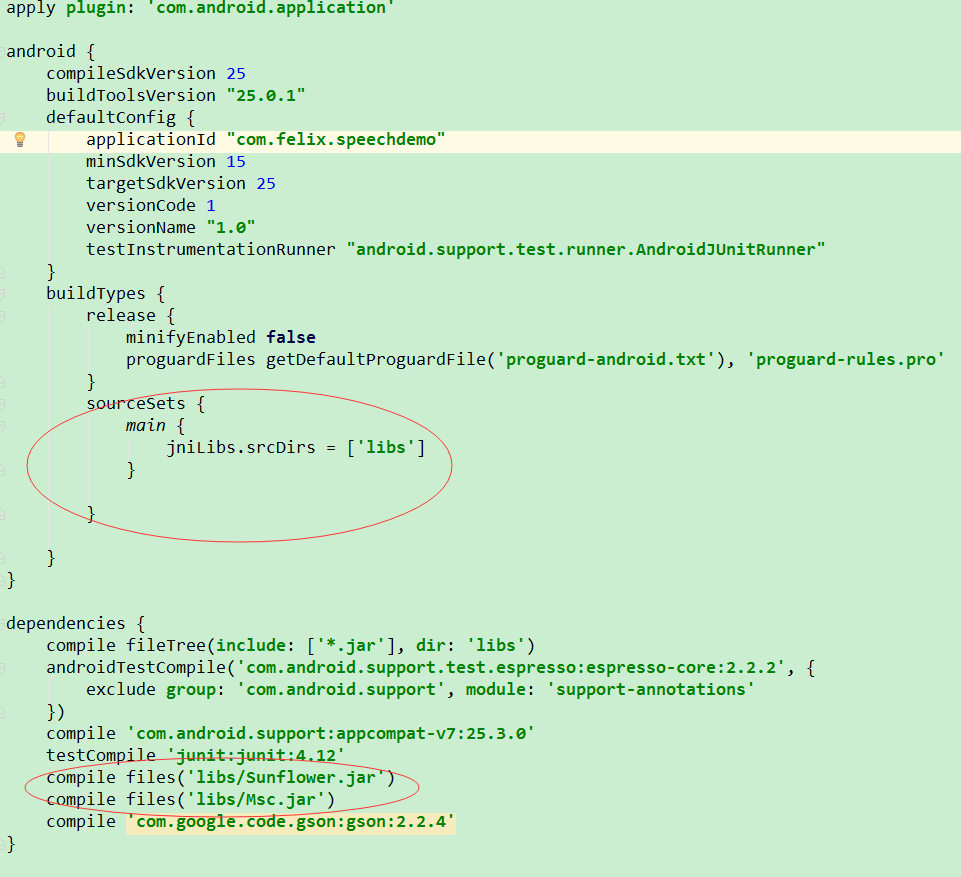 apply plugin: 'com.android.application'
android {
compileSdkVersion 25
buildToolsVersion "25.0.1"
defaultConfig {
applicationId "com.felix.speechdemo"
minSdkVersion 15
targetSdkVersion 25
versionCode 1
versionName "1.0"
testInstrumentationRunner "android.support.test.runner.AndroidJUnitRunner"
}
buildTypes {
release {
minifyEnabled false
proguardFiles getDefaultProguardFile('proguard-android.txt'), 'proguard-rules.pro'
}
sourceSets {
main {
jniLibs.srcDirs = ['libs']
}
}
}
}
dependencies {
compile fileTree(include: ['*.jar'], dir: 'libs')
androidTestCompile('com.android.support.test.espresso:espresso-core:2.2.2', {
exclude group: 'com.android.support', module: 'support-annotations'
})
compile 'com.android.support:appcompat-v7:25.3.0'
testCompile 'junit:junit:4.12'
compile files('libs/Sunflower.jar')
compile files('libs/Msc.jar')
compile 'com.google.code.gson:gson:2.2.4'
}